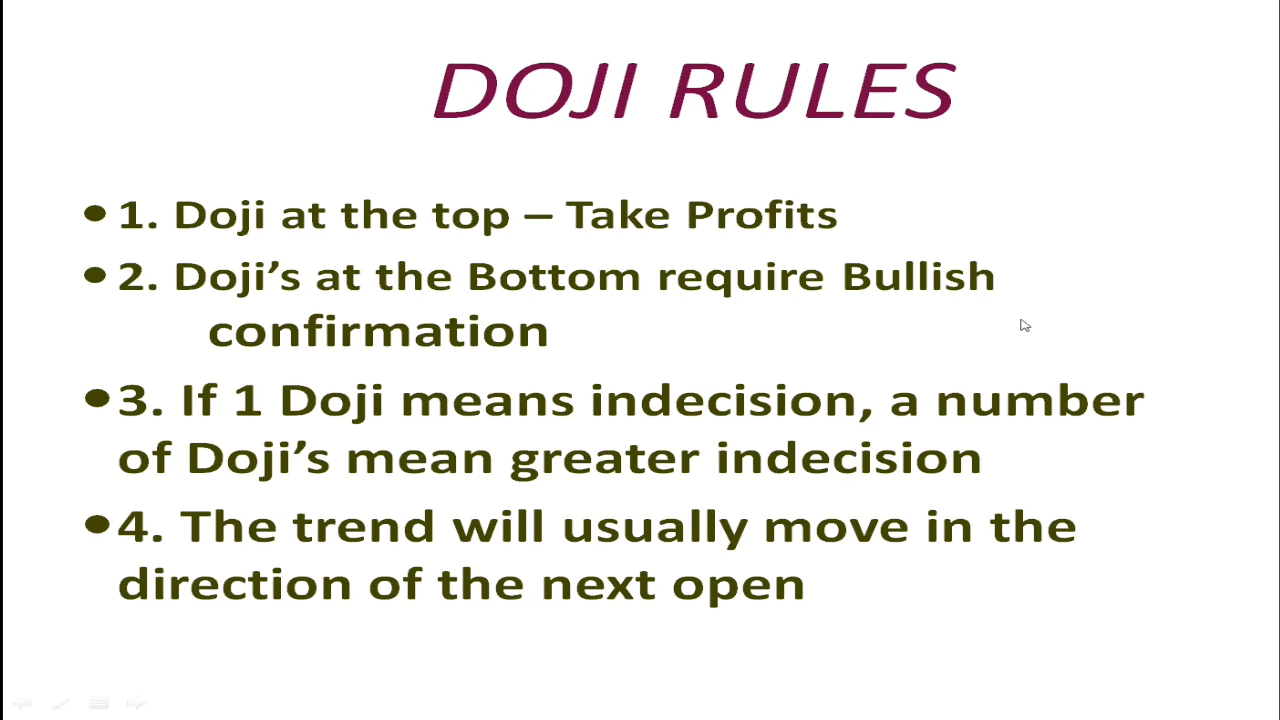 DOJI RULES
• 1. Doji at the top – Take Profits
• 2. Doji’s at the Bottom require Bullish
confirmation
• 3. If 1 Doji means indecision, a number
of Doji’s mean greater indecision
• 4. The trend will usually move in the
direction of the next open